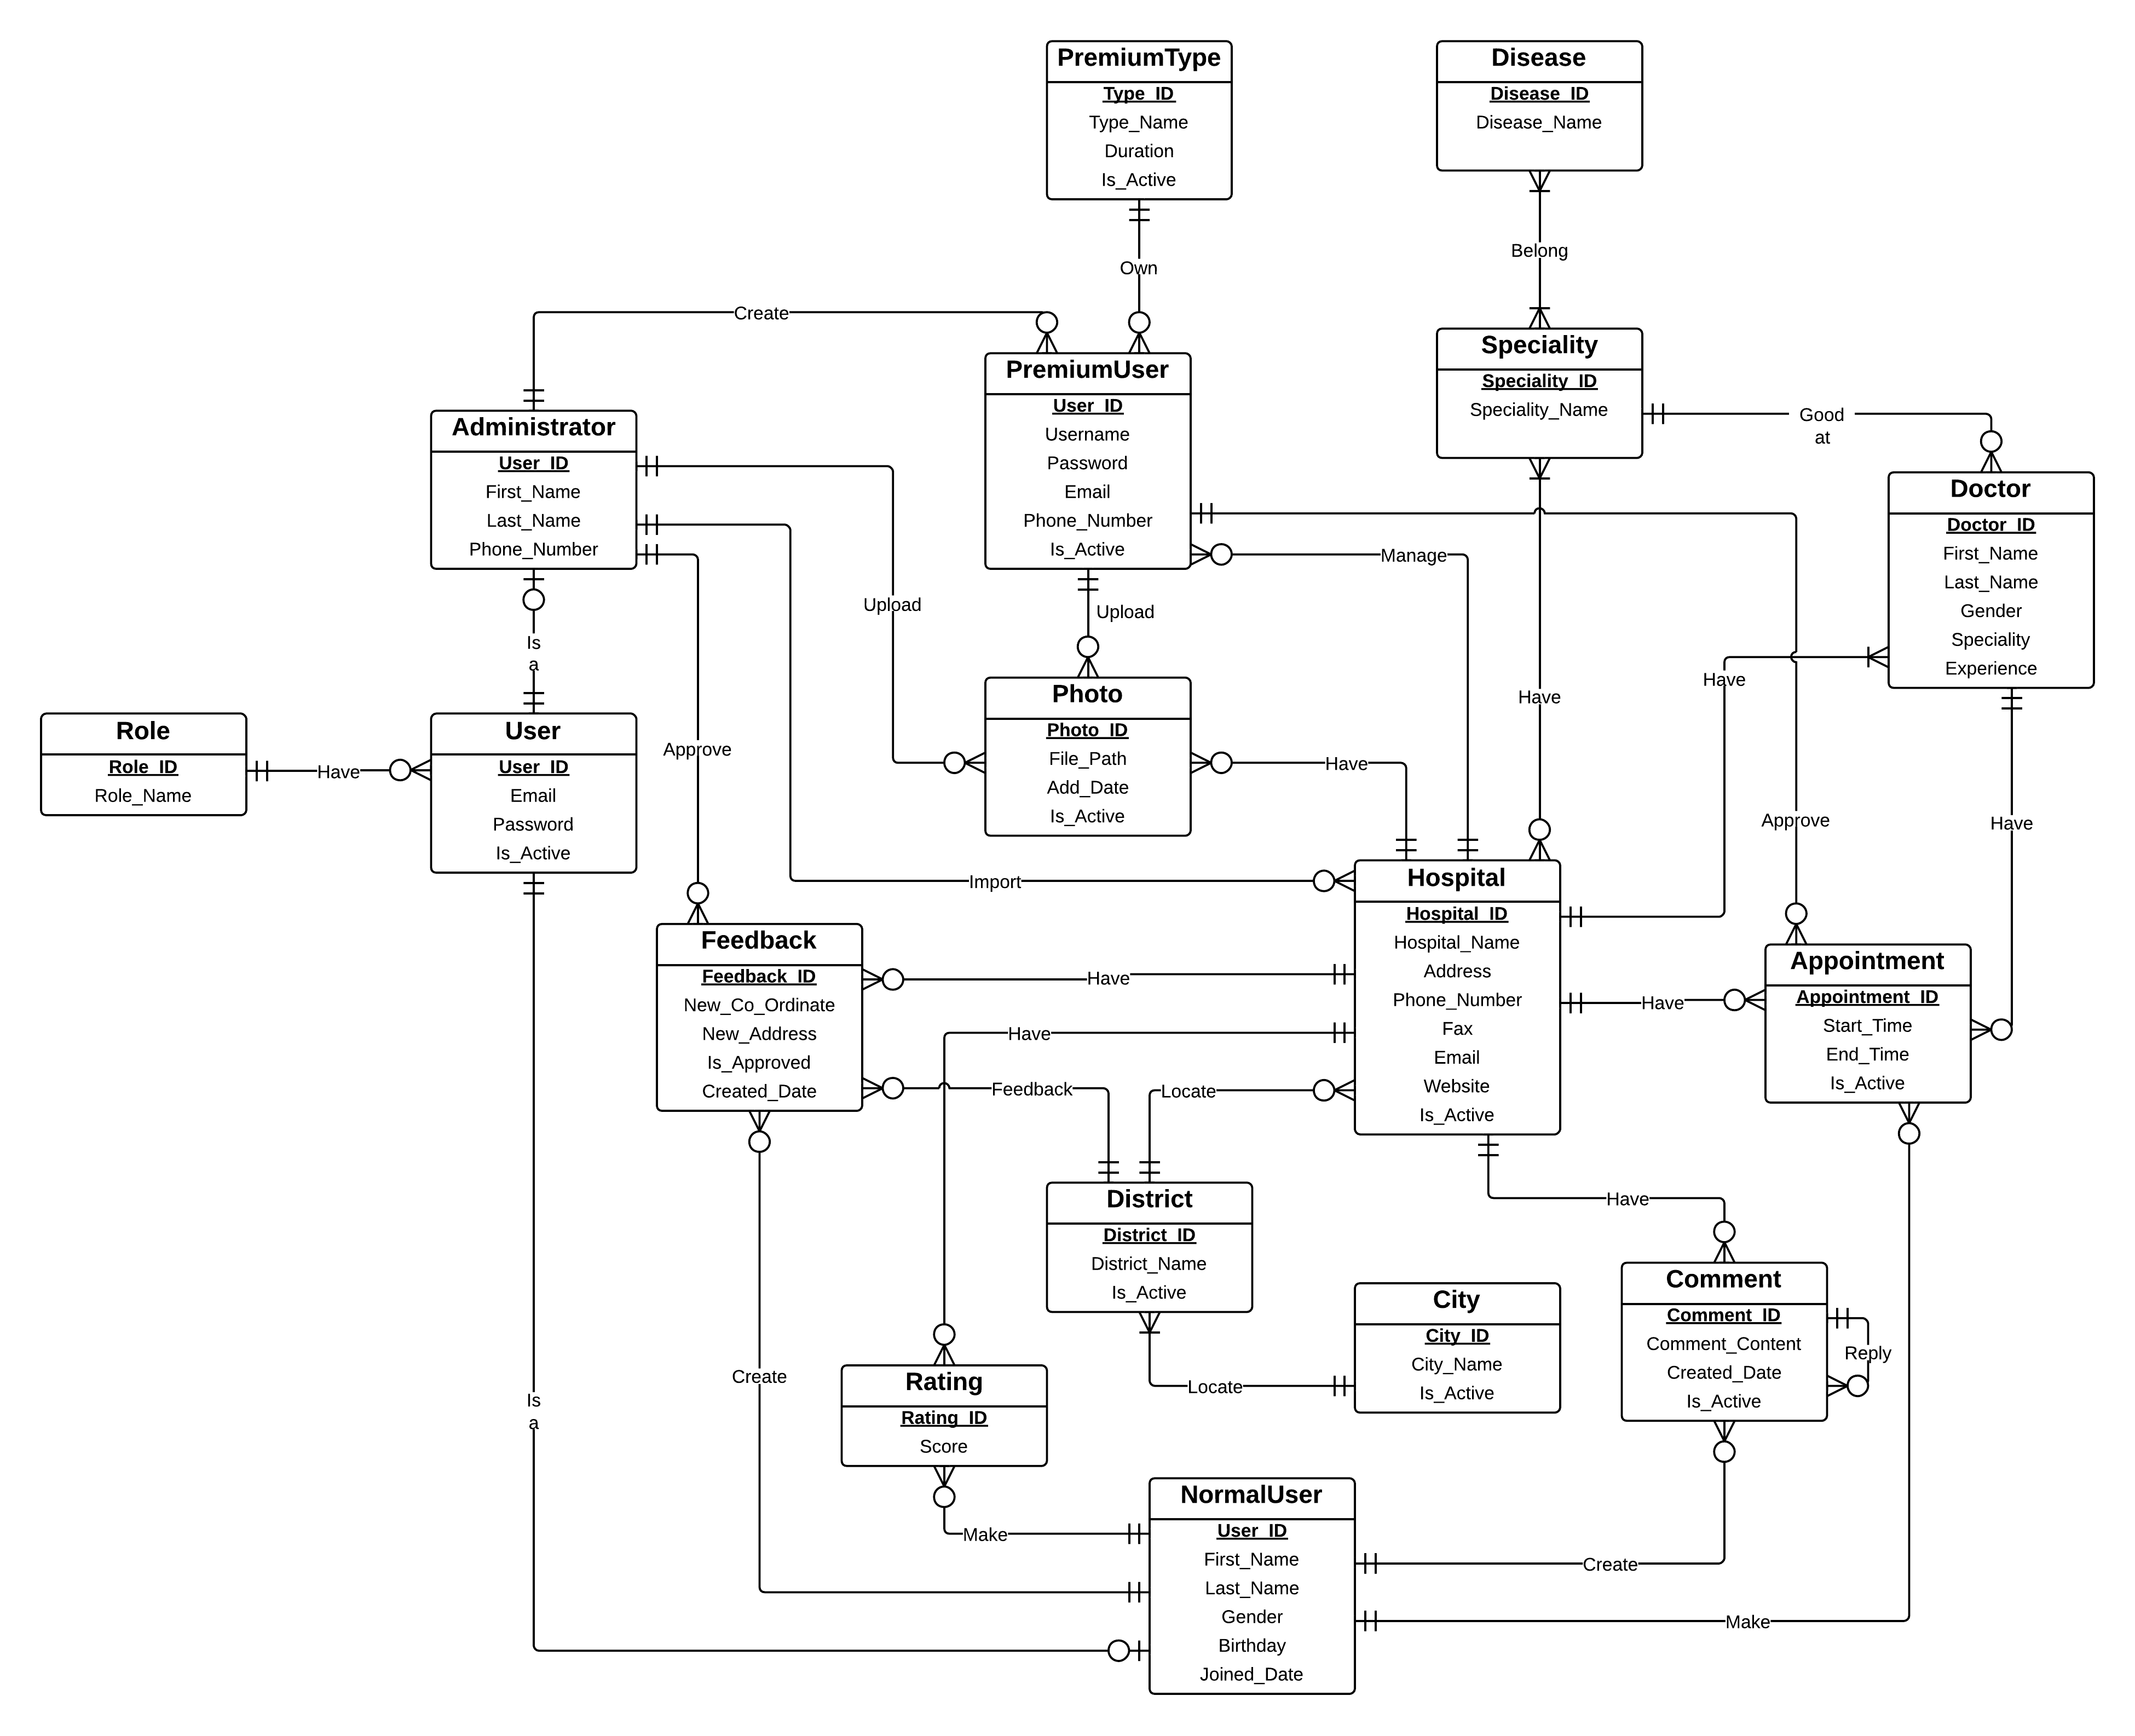 PremiumType
Type_ID
Type_Name
Duration
Is_Active
Disease
Disease_ID
Disease_Name
Own
Belong
Create
PremiumUser
User_ID
Username
Password
Email
Phone_Number
Is_Active
Speciality
Speciality_ID
Speciality_Name
Good
at
Administrator
User_ID
First_Name
Last_Name
Phone_Number
Doctor
Doctor_ID
First_Name
Last_Name
Gender
Speciality
Experience
Manage
Upload
Upload
Is
a
Have
Have
Role
Role_ID
Role_Name
Have
User
User_ID
Email
Password
Is_Active
Approve
Photo
Photo_ID
File_Path
Add_Date
Is_Active
Have
Approve
Have
Import
Hospital
Hospital_ID
Hospital_Name
Address
Phone_Number
Fax
Email
Website
Is_Active
Feedback
Feedback_ID
New_Co_Ordinate
New_Address
Is_Approved
Created_Date
Have
Have
Feedback
Locate
Have
Appointment
Appointment_ID
Start_Time
End_Time
Is_Active
District
District_ID
District_Name
Is_Active
Have
City
City_ID
City_Name
Is_Active
Comment
Comment_ID
Comment_Content
Created_Date
Is_Active
Reply
Locate
Create
Is
a
Rating
Rating_ID
Score
Make
NormalUser
User_ID
First_Name
Last_Name
Gender
Birthday
Joined_Date
Create
Make